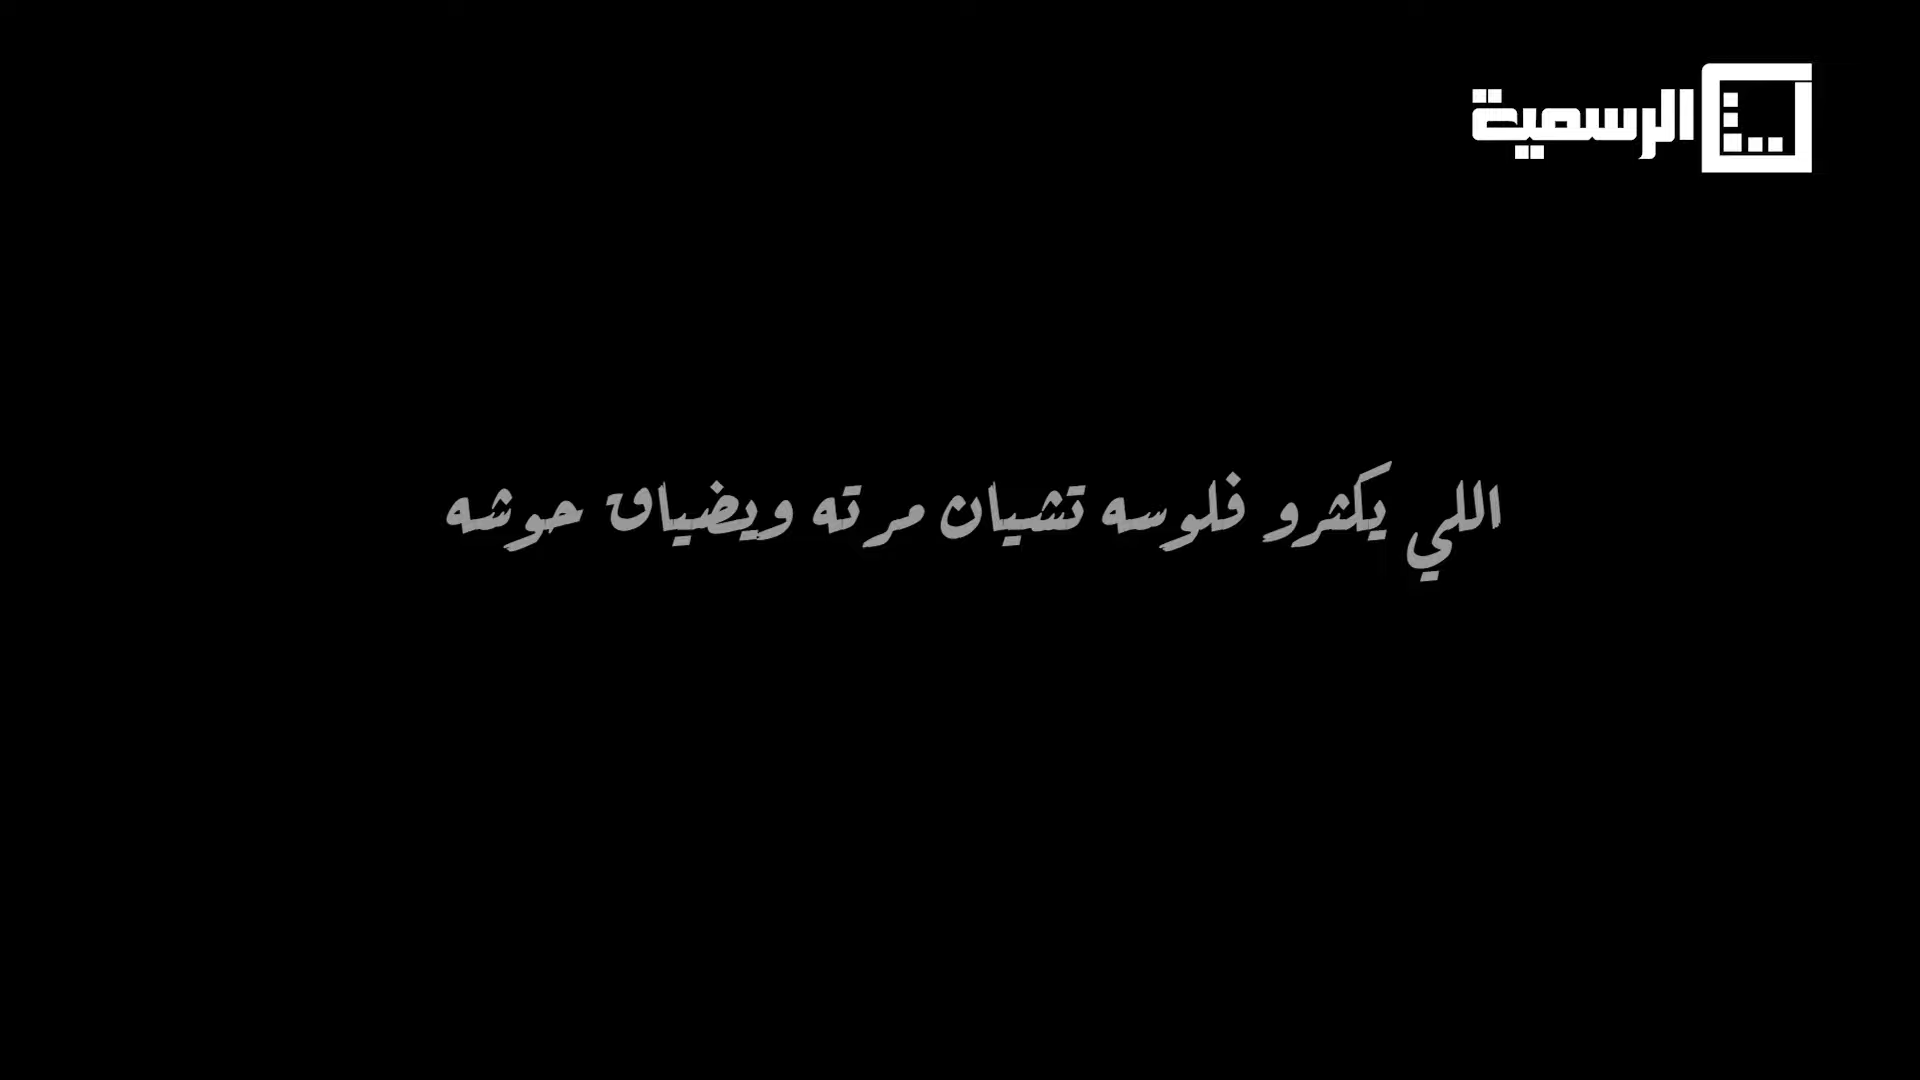 الرسمية
اللي يكثرو فلوسه تشيان مرته ويضياق حوشه